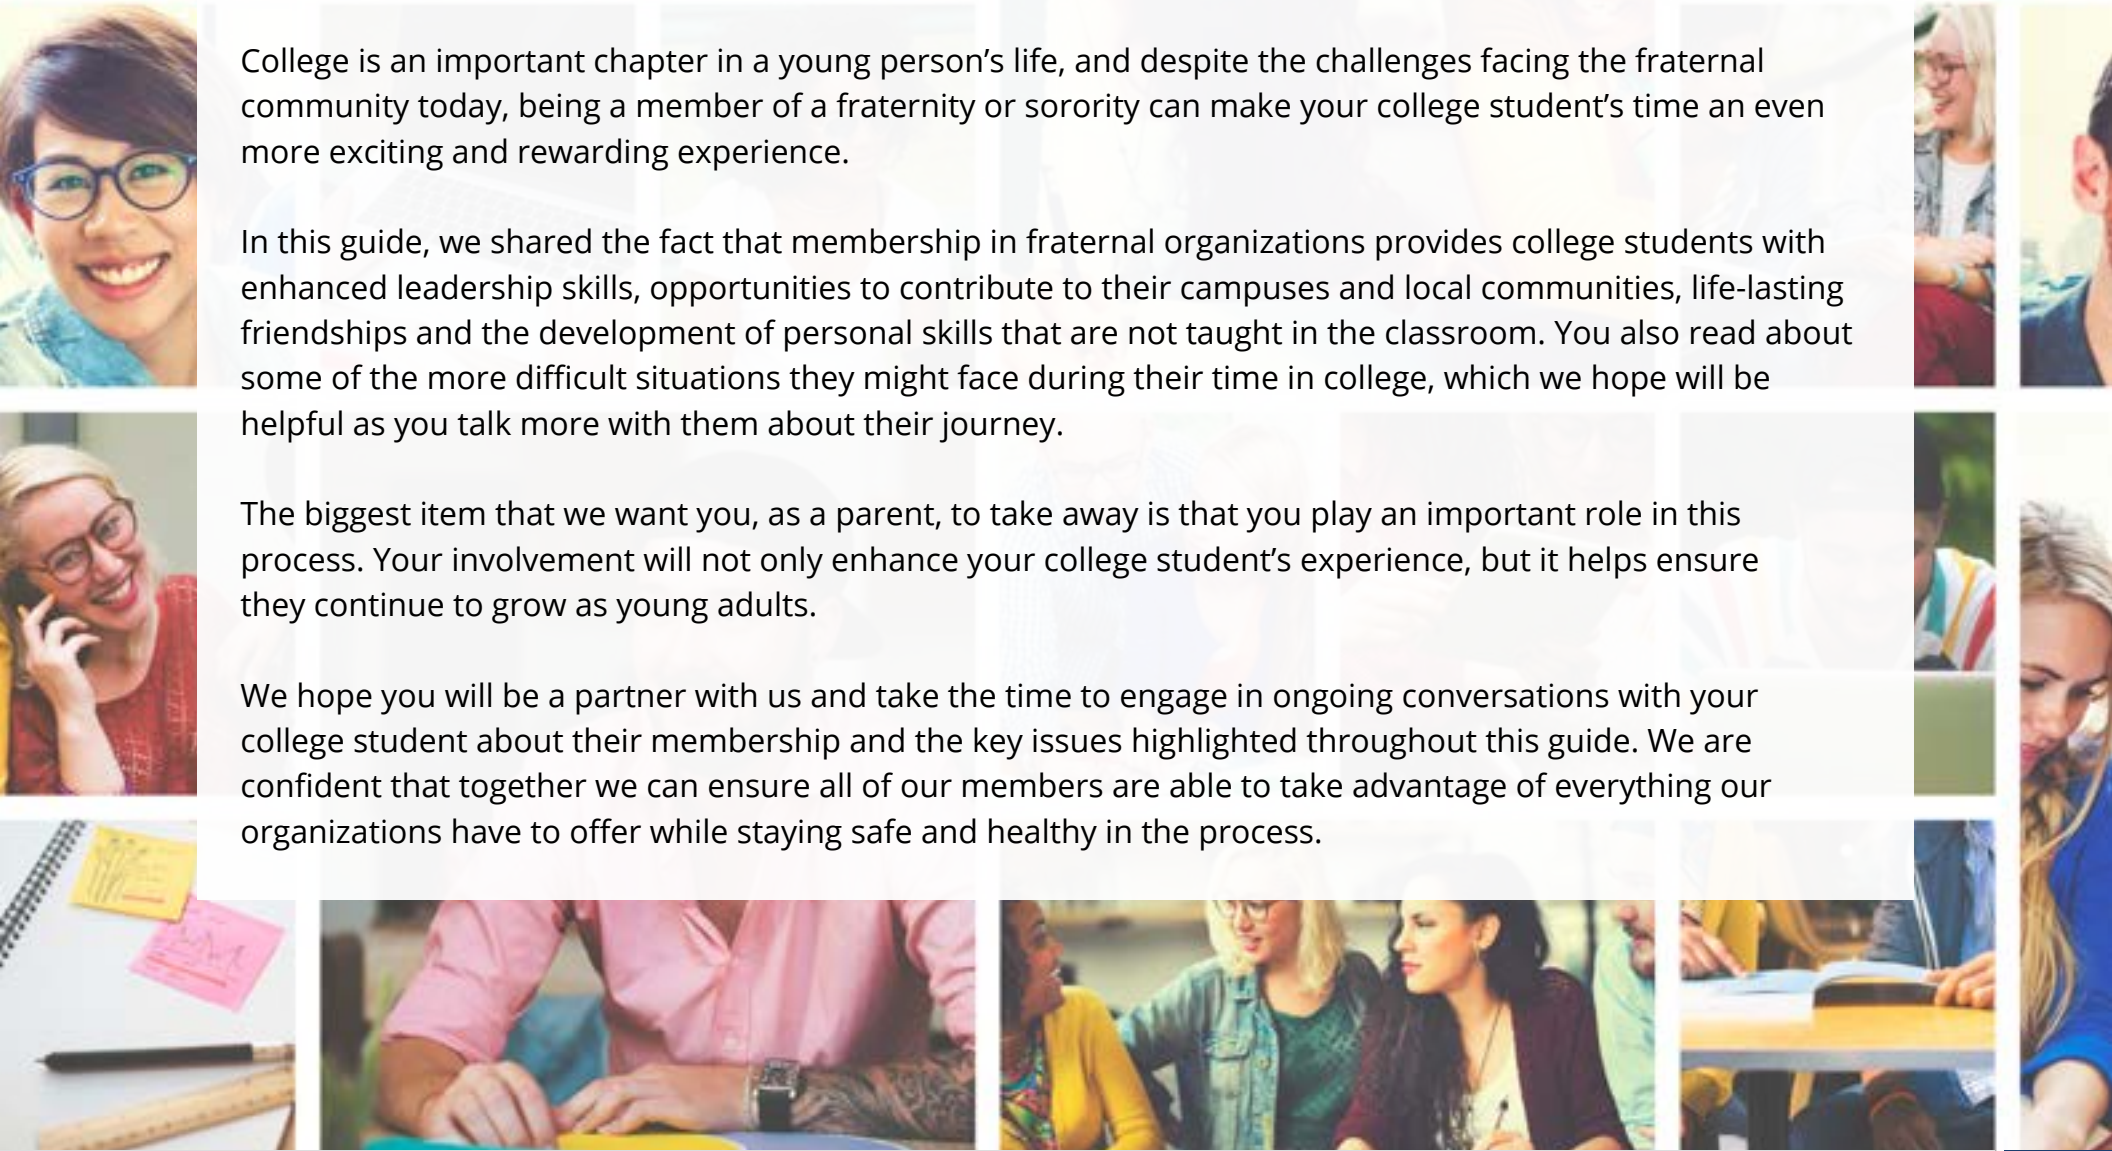 College is an important chapter in a young person’s life, and despite the challenges facing the fraternal
community today, being a member of a fraternity or sorority can make your college student’s time an even
more exciting and rewarding experience.
In this guide, we shared the fact that membership in fraternal organizations provides college students with
enhanced leadership skills, opportunities to contribute to their campuses and local communities, life-lasting
friendships and the development of personal skills that are not taught in the classroom. You also read about
some of the more difficult situations they might face during their time in college, which we hope will be
helpful as you talk more with them about their journey.
The biggest item that we want you, as a parent, to take away is that you play an important role in this
process. Your involvement will not only enhance your college student’s experience, but it helps ensure
they continue to grow as young adults.
We hope you will be a partner with us and take the time to engage in ongoing conversations with your
college student about their membership and the key issues highlighted throughout this guide. We are
confident that together we can ensure all of our members are able to take advantage of everything our
organizations have to offer while staying safe and healthy in the process.